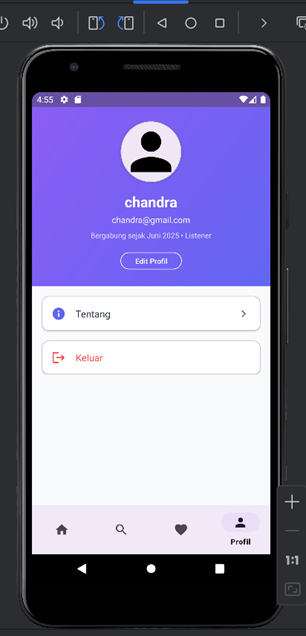 4:55
chandra
chandra@gmail.com
Bergabung sejak Juni 2025 • Listener
Edit Profil
Tentang
Keluar
Profil
1:1